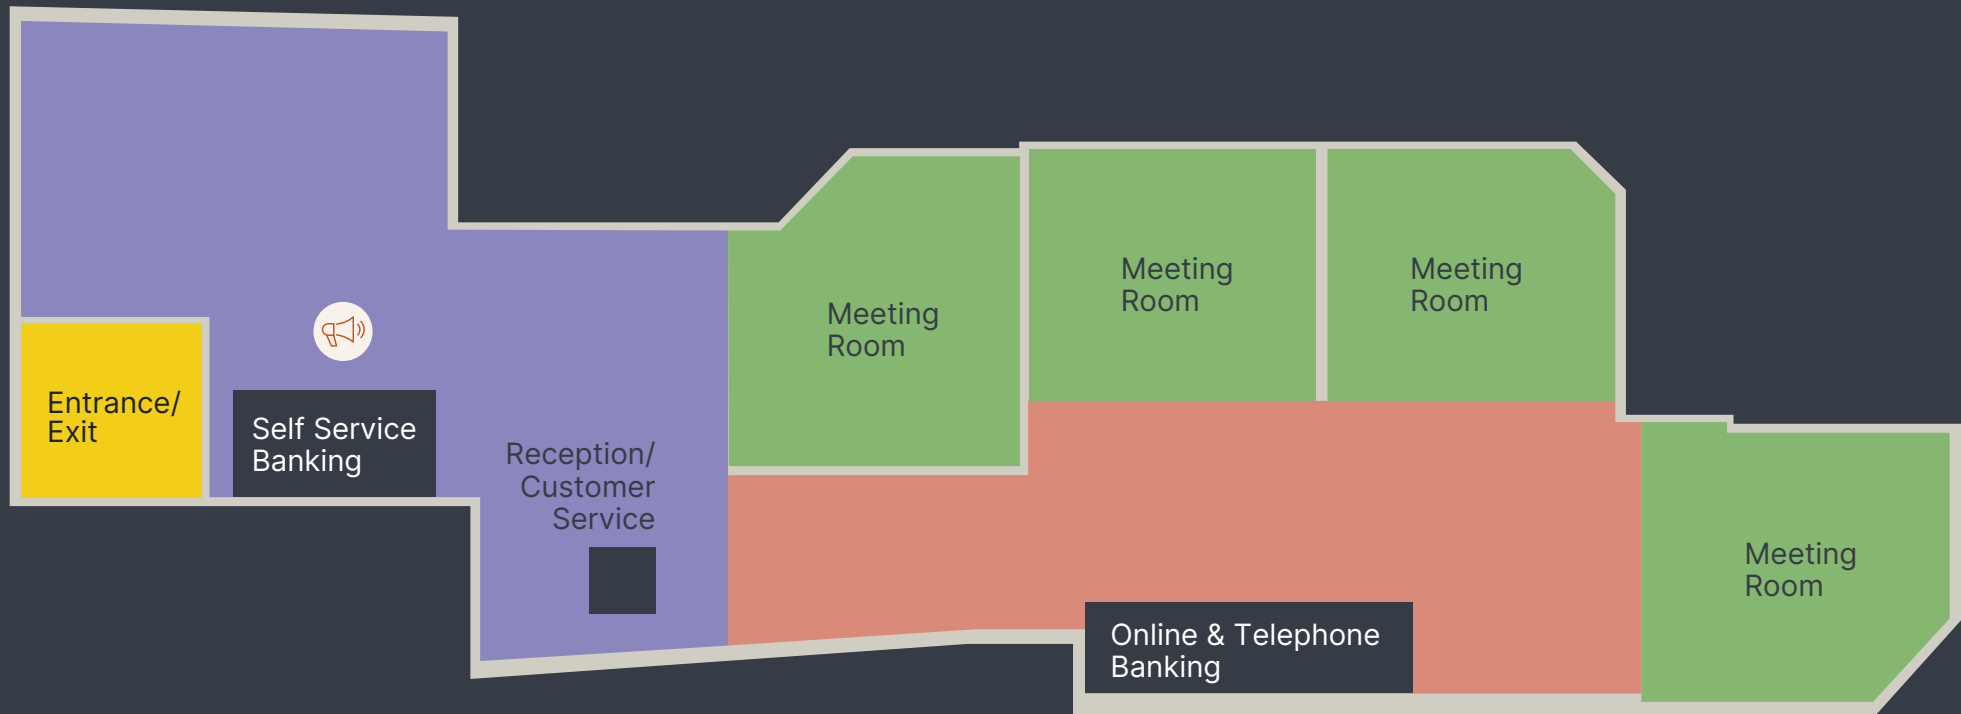 Entrance/
Exit
Self Service
Banking
Reception/
Customer
Service
Meeting
Room
Meeting
Room
Meeting
Room
Online & Telephone
Banking
Meeting
Room